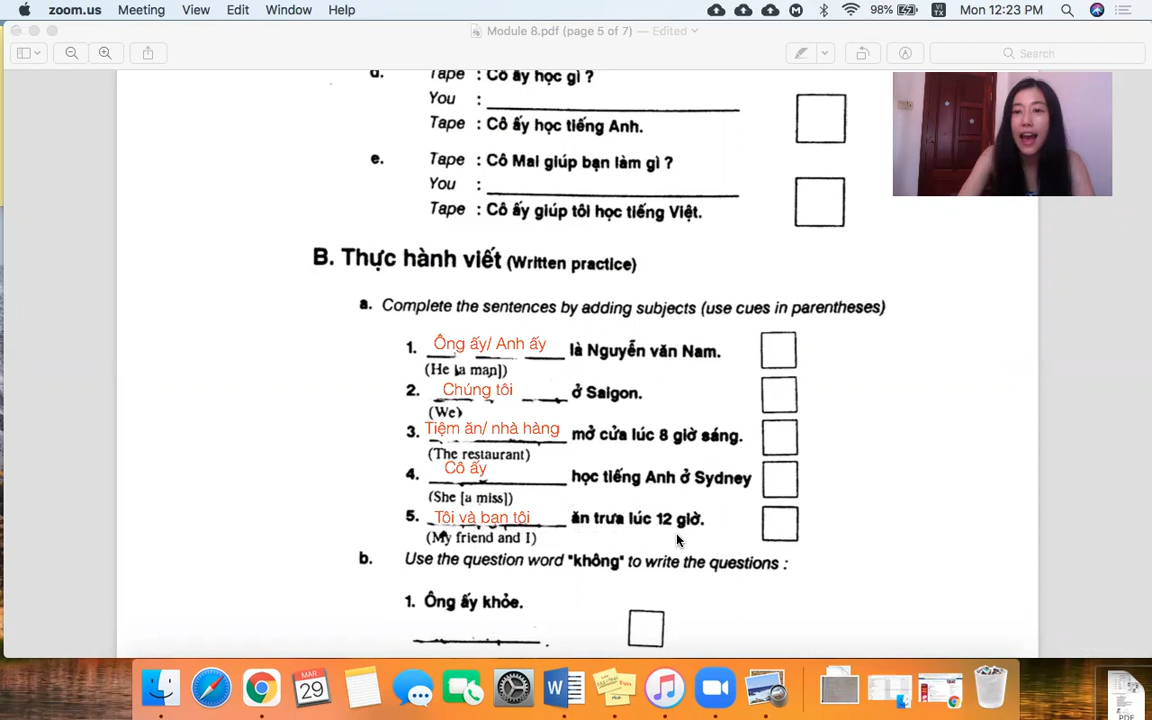 zoom.us Meeting View Edit Window Help 98% VI TX Mon 12:23 PM
Module 8.pdf (page 5 of 7) — Edited
Search
d. Tape : Cô ấy học gì ?
You :
Tape : Cô ấy học tiếng Anh.
e. Tape : Cô Mai giúp bạn làm gì ?
You :
Tape : Cô ấy giúp tôi học tiếng Việt.
B. Thực hành viết (Written practice)
a. Complete the sentences by adding subjects (use cues in parentheses)
1. Ông ấy/ Anh ấy là Nguyễn văn Nam.
(He [a man])
2. Chúng tôi ở Saigon.
(We)
3. Tiệm ăn/ nhà hàng mở cửa lúc 8 giờ sáng.
(The restaurant)
4. Cô ấy học tiếng Anh ở Sydney
(She [a miss])
5. Tôi và bạn tôi ăn trưa lúc 12 giờ.
(My friend and I)
b. Use the question word "không" to write the questions :
1. Ông ấy khỏe.
MAR
29
PDF